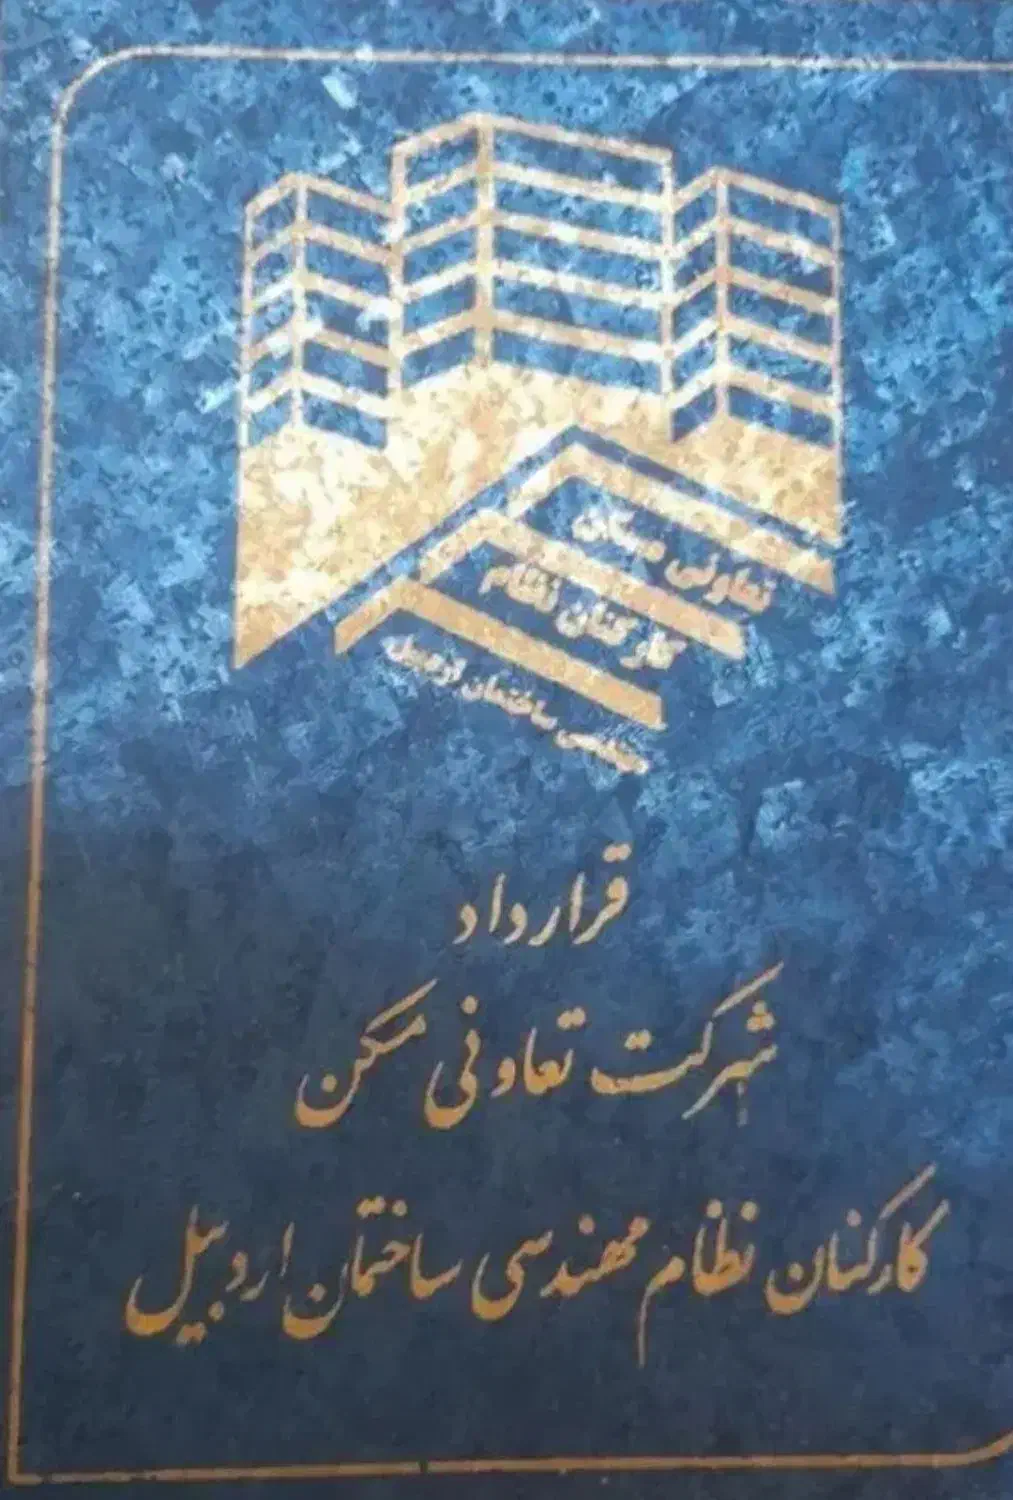 تعاونی مسکن
کارکنان نظام
مهندسی ساختمان اردبیل
قرارداد
شرکت تعاونی مسکن
کارکنان نظام مهندسی ساختمان اردبیل